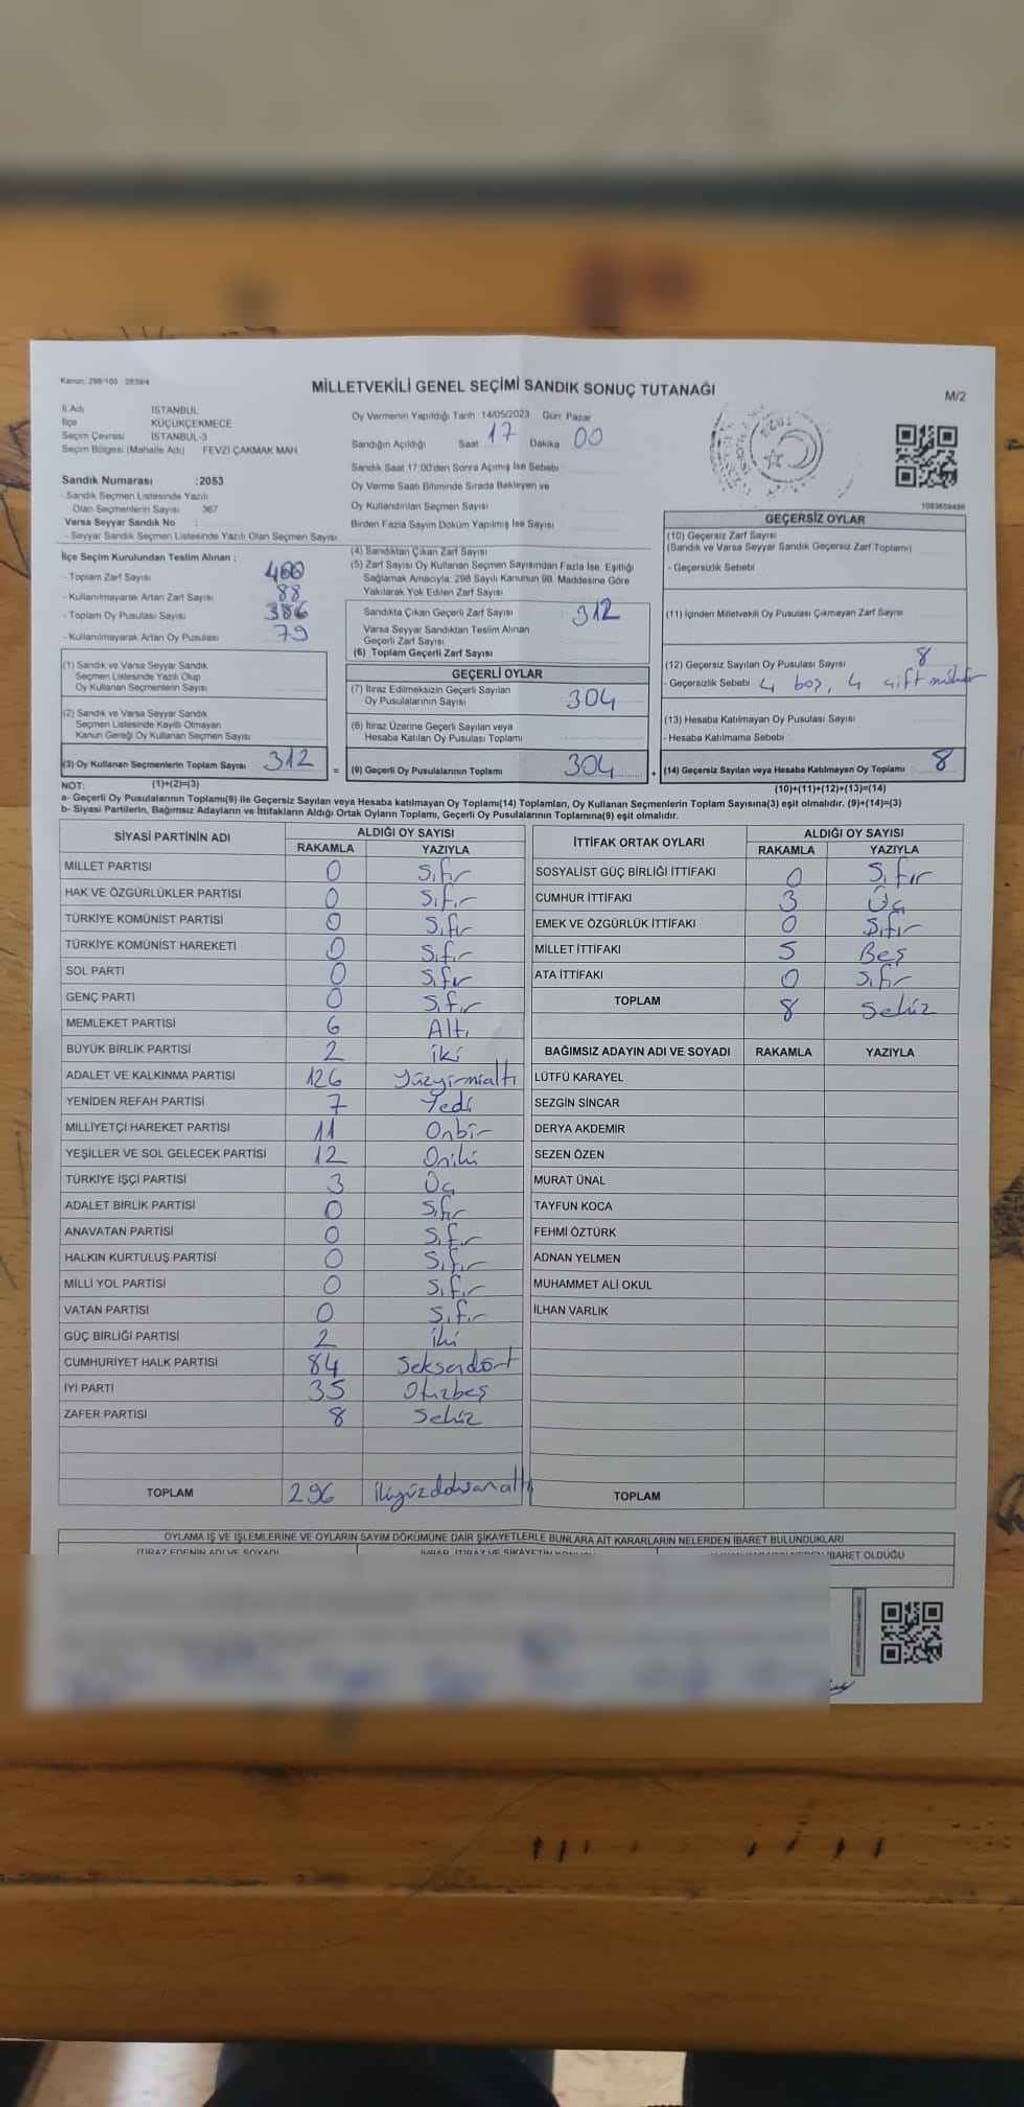 Kanun: 298/105
MİLLETVEKİLİ GENEL SEÇİMİ SANDIK SONUÇ TUTANAĞI
M/2
İl Adı İSTANBUL
İlçe KÜÇÜKÇEKMECE
Seçim Çevresi İSTANBUL-3
Seçim Bölgesi (Mahalle Adı) FEVZİ ÇAKMAK MAH.
Sandık Numarası :2053
- Sandık Seçmen Listesinde Yazılı
Olan Seçmenlerin Sayısı 367
Varsa Seyyar Sandık No :
- Seyyar Sandık Seçmen Listesinde Yazılı Olan Seçmen Sayısı
İlçe Seçim Kurulundan Teslim Alınan :
- Toplam Zarf Sayısı 400
- Kullanılmayarak Artan Zarf Sayısı 88
- Toplam Oy Pusulası Sayısı 386
- Kullanılmayarak Artan Oy Pusulası 79
(1) Sandık ve Varsa Seyyar Sandık
Seçmen Listesinde Yazılı Olup
Oy Kullanan Seçmenlerin Sayısı
(2) Sandık ve Varsa Seyyar Sandık
Seçmen Listesinde Kayıtlı Olmayan
Kanun Gereği Oy Kullanan Seçmen Sayısı
(3) Oy Kullanan Seçmenlerin Toplam Sayısı 312
(1)+(2)=(3)
Oy Vermenin Yapıldığı Tarih :14/05/2023 Gün: Pazar
Sandığın Açıldığı Saat 17 Dakika 00
Sandık Saat 17.00'den Sonra Açılmış İse Sebebi
Oy Verme Saati Bitiminde Sırada Bekleyen ve
Oy Kullandırılan Seçmen Sayısı
Birden Fazla Sayım Döküm Yapılmış İse Sayısı
(4) Sandıktan Çıkan Zarf Sayısı
(5) Zarf Sayısı Oy Kullanan Seçmen Sayısından Fazla İse, Eşitliği
Sağlamak Amacıyla, 298 Sayılı Kanunun 98. Maddesine Göre
Yakılarak Yok Edilen Zarf Sayısı
Sandıkta Çıkan Geçerli Zarf Sayısı 312
Varsa Seyyar Sandıktan Teslim Alınan
Geçerli Zarf Sayısı
(6) Toplam Geçerli Zarf Sayısı
GEÇERLİ OYLAR
(7) İtiraz Edilmeksizin Geçerli Sayılan
Oy Pusulalarının Sayısı 304
(8) İtiraz Üzerine Geçerli Sayılan veya
Hesaba Katılan Oy Pusulası Toplamı
= (9) Geçerli Oy Pusulalarının Toplamı 304
1083659486
GEÇERSİZ OYLAR
(10) Geçersiz Zarf Sayısı
(Sandık ve Varsa Seyyar Sandık Geçersiz Zarf Toplamı)
- Geçersizlik Sebebi
(11) İçinden Milletvekili Oy Pusulası Çıkmayan Zarf Sayısı
(12) Geçersiz Sayılan Oy Pusulası Sayısı 8
- Geçersizlik Sebebi 4 boş, 4 çift mühür
(13) Hesaba Katılmayan Oy Pusulası Sayısı
- Hesaba Katılmama Sebebi
+ (14) Geçersiz Sayılan veya Hesaba Katılmayan Oy Toplamı 8
(10)+(11)+(12)+(13)=(14)
NOT:
a- Geçerli Oy Pusulalarının Toplamı(9) ile Geçersiz Sayılan veya Hesaba katılmayan Oy Toplamı(14) Toplamları, Oy Kullanan Seçmenlerin Toplam Sayısına(3) eşit olmalıdır. (9)+(14)=(3)
b- Siyasi Partilerin, Bağımsız Adayların ve İttifakların Aldığı Ortak Oyların Toplamı, Geçerli Oy Pusulalarının Toplamına(9) eşit olmalıdır.
SİYASİ PARTİNİN ADI ALDIĞI OY SAYISI
RAKAMLA YAZIYLA
MİLLET PARTİSİ 0 Sıfır
HAK VE ÖZGÜRLÜKLER PARTİSİ 0 Sıfır
TÜRKİYE KOMÜNİST PARTİSİ 0 Sıfır
TÜRKİYE KOMÜNİST HAREKETİ 0 Sıfır
SOL PARTİ 0 Sıfır
GENÇ PARTİ 0 Sıfır
MEMLEKET PARTİSİ 6 Altı
BÜYÜK BİRLİK PARTİSİ 2 İki
ADALET VE KALKINMA PARTİSİ 126 Yüzyirmialtı
YENİDEN REFAH PARTİSİ 7 Yedi
MİLLİYETÇİ HAREKET PARTİSİ 11 Onbir
YEŞİLLER VE SOL GELECEK PARTİSİ 12 Oniki
TÜRKİYE İŞÇİ PARTİSİ 3 Üç
ADALET BİRLİK PARTİSİ 0 Sıfır
ANAVATAN PARTİSİ 0 Sıfır
HALKIN KURTULUŞ PARTİSİ 0 Sıfır
MİLLİ YOL PARTİSİ 0 Sıfır
VATAN PARTİSİ 0 Sıfır
GÜÇ BİRLİĞİ PARTİSİ 2 İki
CUMHURİYET HALK PARTİSİ 84 Seksendört
İYİ PARTİ 35 Otuzbeş
ZAFER PARTİSİ 8 Sekiz
TOPLAM 296 İkiyüzdoksanaltı
İTTİFAK ORTAK OYLARI ALDIĞI OY SAYISI
RAKAMLA YAZIYLA
SOSYALİST GÜÇ BİRLİĞİ İTTİFAKI 0 Sıfır
CUMHUR İTTİFAKI 3 Üç
EMEK VE ÖZGÜRLÜK İTTİFAKI 0 Sıfır
MİLLET İTTİFAKI 5 Beş
ATA İTTİFAKI 0 Sıfır
TOPLAM 8 Sekiz
BAĞIMSIZ ADAYIN ADI VE SOYADI RAKAMLA YAZIYLA
LÜTFÜ KARAYEL
SEZGİN SİNCAR
DERYA AKDEMİR
SEZEN ÖZEN
MURAT ÜNAL
TAYFUN KOCA
FEHMİ ÖZTÜRK
ADNAN YELMEN
MUHAMMET ALİ OKUL
İLHAN VARLIK
TOPLAM
OYLAMA İŞ VE İŞLEMLERİNE VE OYLARIN SAYIM DÖKÜMÜNE DAİR ŞİKAYETLERLE BUNLARA AİT KARARLARIN NELERDEN İBARET BULUNDUKLARI
İTİRAZ EDENİN ADI VE SOYADI İBARET OLDUĞU